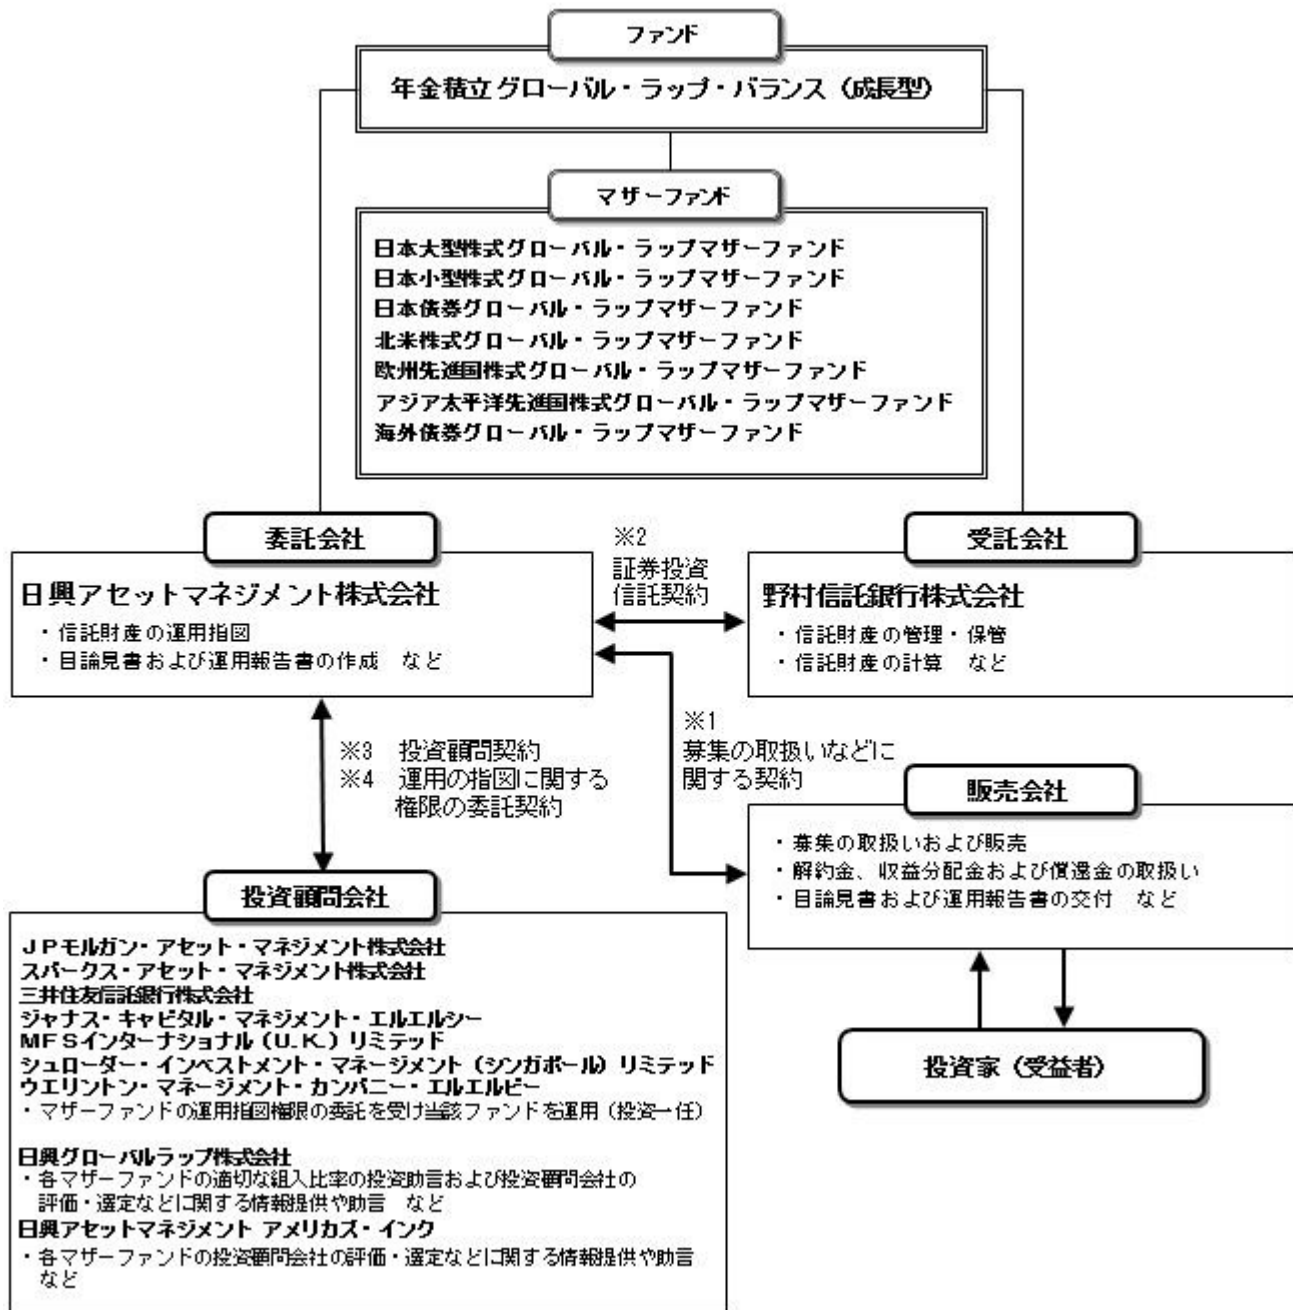 ファンド
年金積立グローバル・ラップ・バランス（成長型）
マザーファンド
日本大型株式グローバル・ラップマザーファンド
日本小型株式グローバル・ラップマザーファンド
日本債券グローバル・ラップマザーファンド
北米株式グローバル・ラップマザーファンド
欧州先進国株式グローバル・ラップマザーファンド
アジア太平洋先進国株式グローバル・ラップマザーファンド
海外債券グローバル・ラップマザーファンド
委託会社
日興アセットマネジメント株式会社
・信託財産の運用指図
・目論見書および運用報告書の作成　など
※2
証券投資
信託契約
受託会社
野村信託銀行株式会社
・信託財産の管理・保管
・信託財産の計算　など
※3　投資顧問契約
※4　運用の指図に関する
権限の委託契約
※1
募集の取扱いなどに
関する契約
販売会社
・募集の取扱いおよび販売
・解約金、収益分配金および償還金の取扱い
・目論見書および運用報告書の交付　など
投資家（受益者）
投資顧問会社
ＪＰモルガン・アセット・マネジメント株式会社
スパークス・アセット・マネジメント株式会社
三井住友信託銀行株式会社
ジャナス・キャピタル・マネジメント・エルエルシー
ＭＦＳインターナショナル（Ｕ.Ｋ.）リミテッド
シュローダー・インベストメント・マネージメント（シンガポール）リミテッド
ウエリントン・マネージメント・カンパニー・エルエルピー
・マザーファンドの運用指図権限の委託を受け当該ファンドを運用（投資一任）
日興グローバルラップ株式会社
・各マザーファンドの適切な組入比率の投資助言および投資顧問会社の
評価・選定などに関する情報提供や助言　など
日興アセットマネジメント アメリカズ・インク
・各マザーファンドの投資顧問会社の評価・選定などに関する情報提供や助言
など